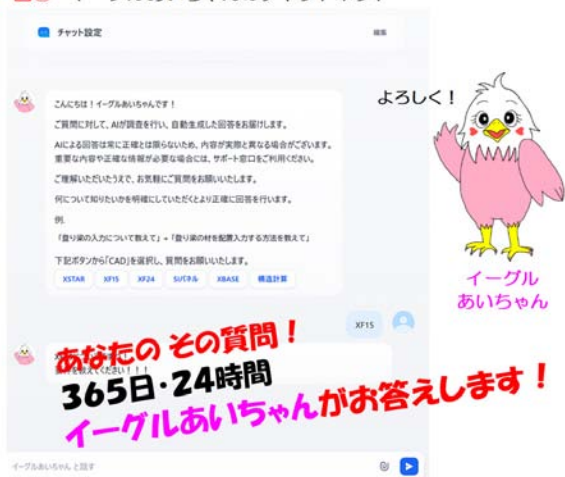 チャット設定
編集
こんにちは！イーグルあいちゃんです！
ご質問に対して、AIが調査を行い、自動生成した回答をお届けします。
AIによる回答は常に正確とは限らないため、内容が実際と異なる場合がございます。
重要な内容や正確な情報が必要な場合には、サポート窓口をご利用ください。
ご理解いただいたうえで、お気軽にご質問をお願いいたします。
何について知りたいかを明確にしていただくとより正確に回答を行います。
例.
「登り梁の入力について教えて」→「登り梁の材を配置入力する方法を教えて」
下記ボタンから「CAD」を選択し、質問をお願いいたします。
XSTAR XF15 XF24 SUパネル XBASE 構造計算
よろしく！
イーグル
あいちゃん
XF15
あなたの その質問！
365日・24時間
イーグルあいちゃんがお答えします！
イーグルあいちゃん と話す